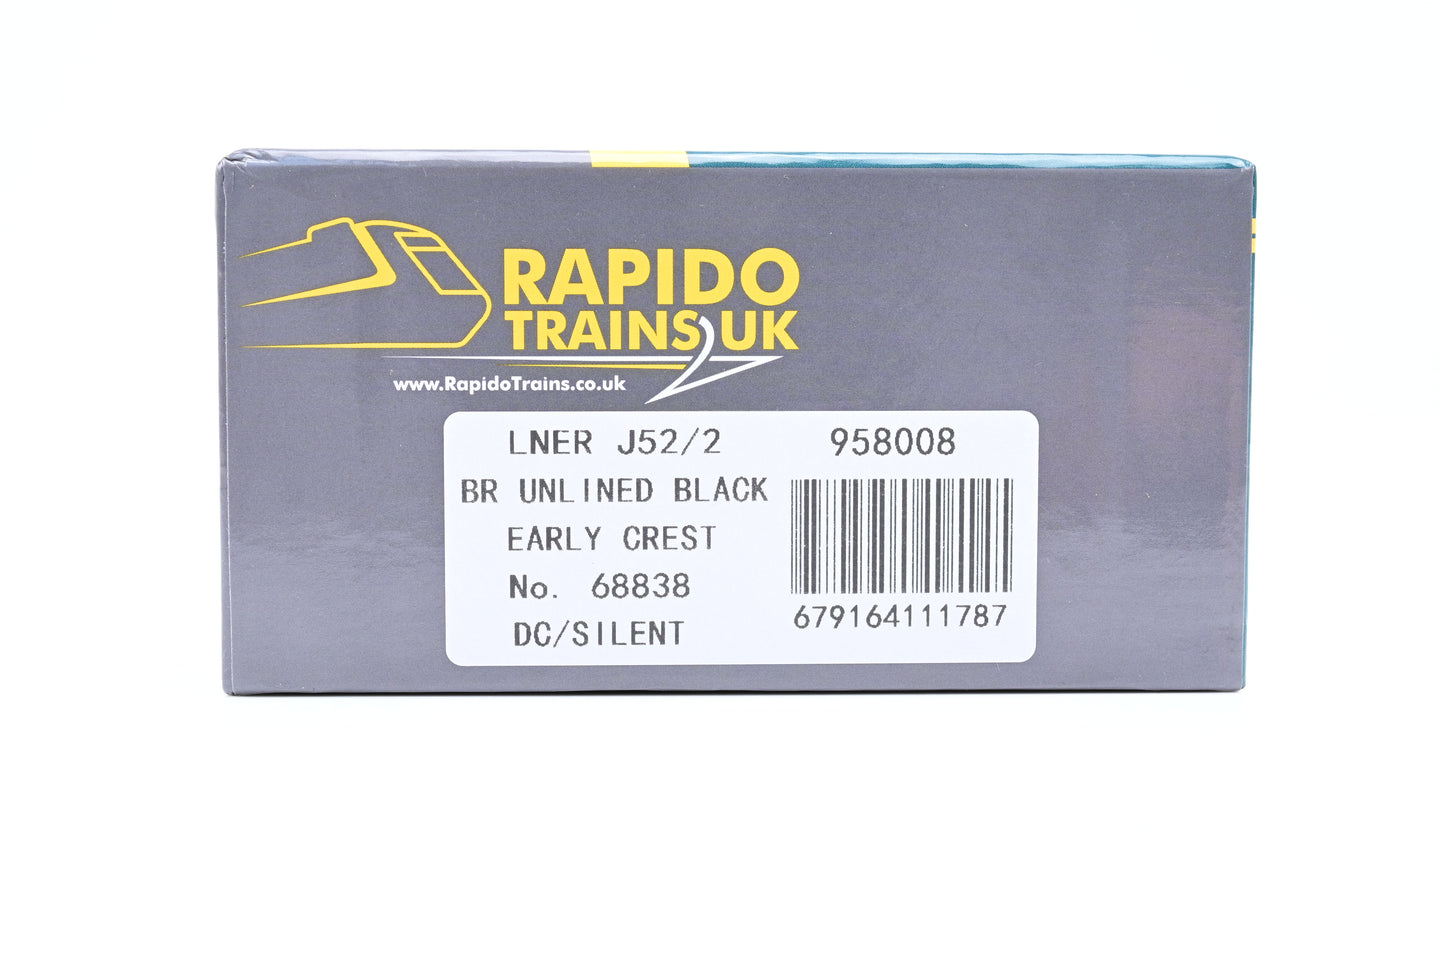 RAPIDO
TRAINS UK
www.RapidoTrains.co.uk
LNER J52/2 958008
BR UNLINED BLACK
EARLY CREST
No. 68838
DC/SILENT
679164111787